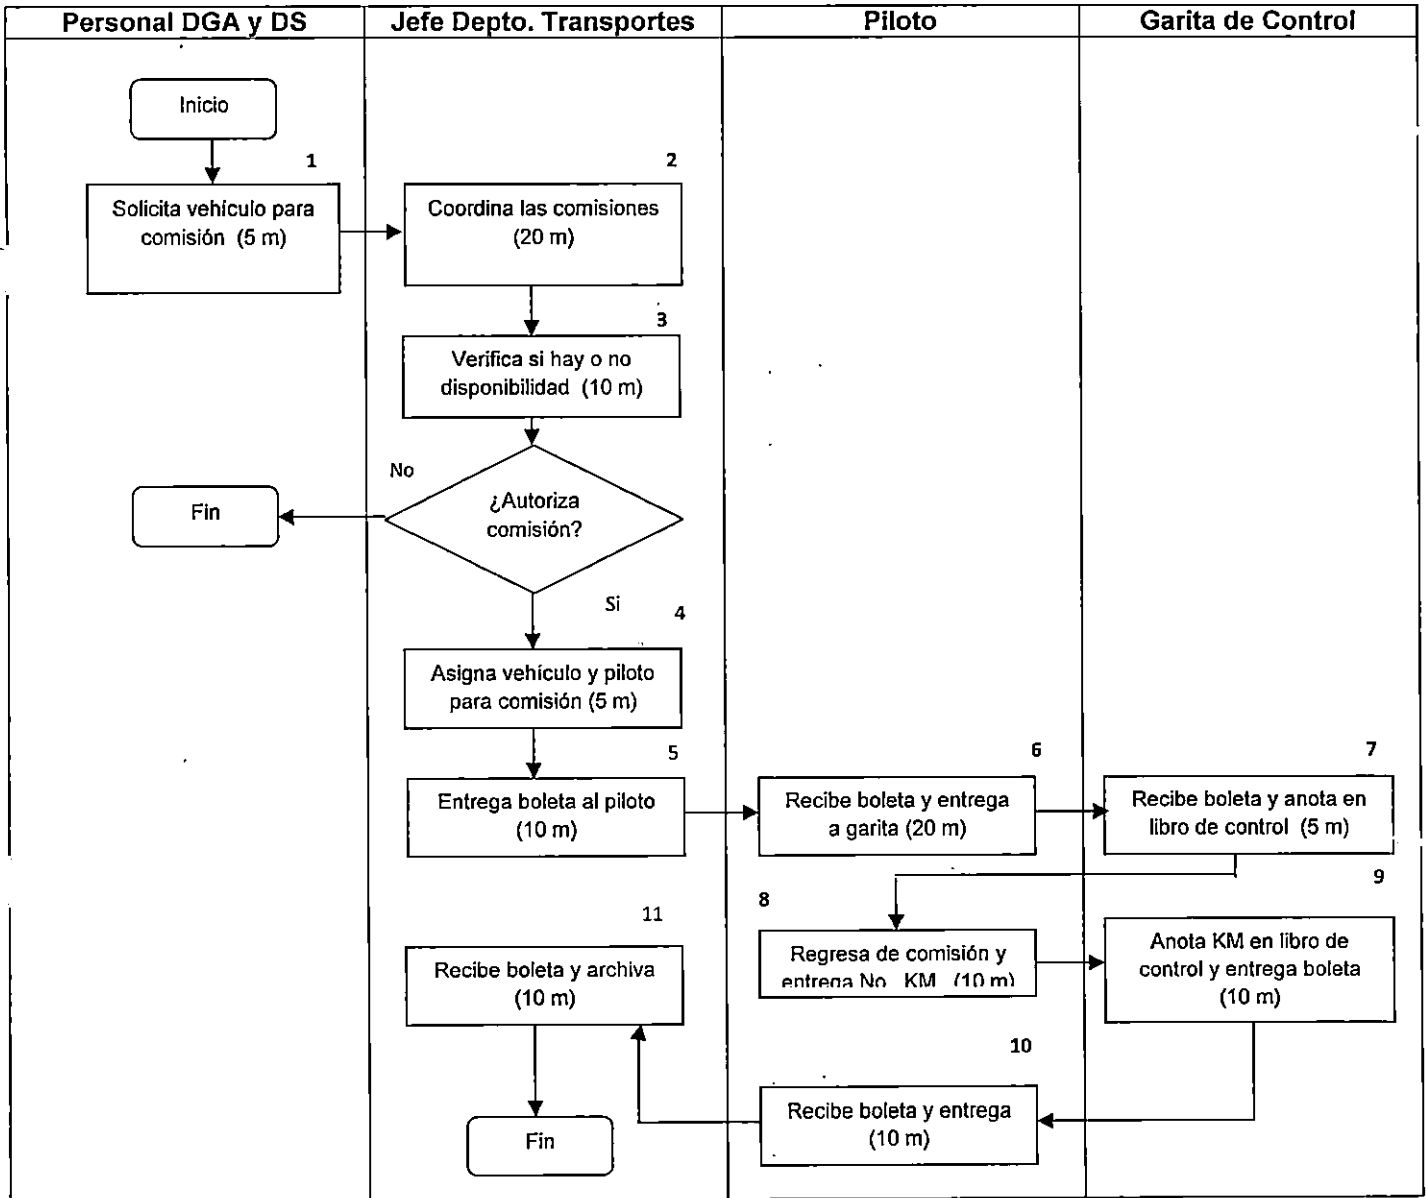 Personal DGA y DS
Jefe Depto. Transportes
Piloto
Garita de Control
Inicio
1
Solicita vehículo para
comisión (5 m)
2
Coordina las comisiones
(20 m)
3
Verifica si hay o no
disponibilidad (10 m)
No
¿Autoriza
comisión?
Fin
Si
4
Asigna vehículo y piloto
para comisión (5 m)
5
Entrega boleta al piloto
(10 m)
6
Recibe boleta y entrega
a garita (20 m)
7
Recibe boleta y anota en
libro de control (5 m)
8
Regresa de comisión y
entrega No. KM (10 m)
9
Anota KM en libro de
control y entrega boleta
(10 m)
10
Recibe boleta y entrega
(10 m)
11
Recibe boleta y archiva
(10 m)
Fin